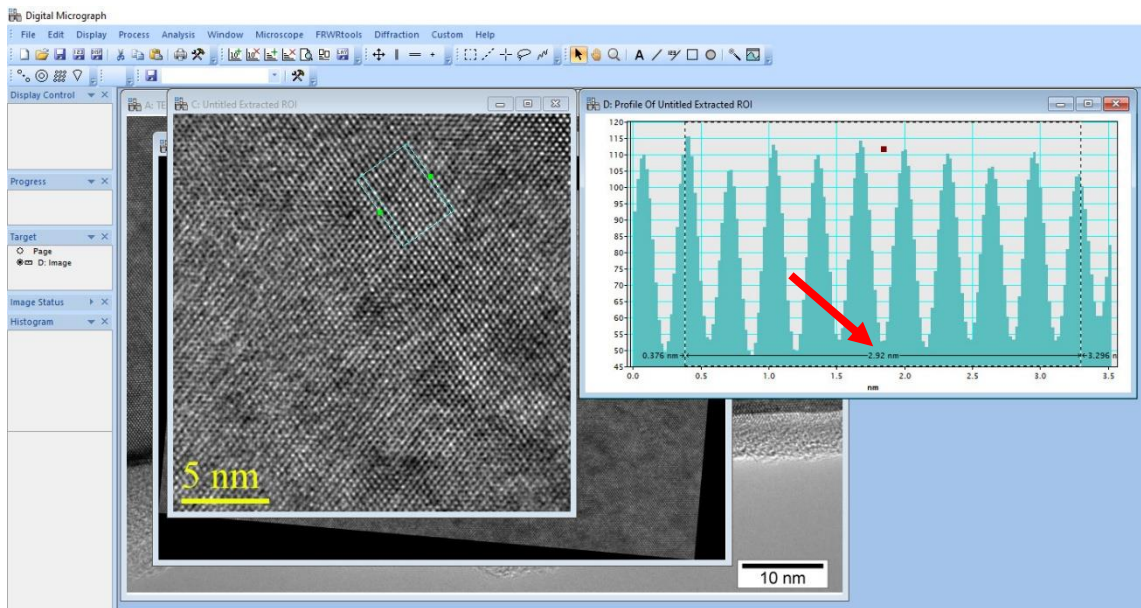 Digital Micrograph
File Edit Display Process Analysis Window Microscope FRWRtools Diffraction Custom Help
Display Control
Progress
Target
Page
D: Image
Image Status
Histogram
A: TE
C: Untitled Extracted ROI
5 nm
10 nm
D: Profile Of Untitled Extracted ROI
120
115
110
105
100
95
90
85
80
75
70
65
60
55
50
45
0.376 nm 2.92 nm 3.296 n
0.0 0.5 1.0 1.5 2.0 2.5 3.0 3.5
nm